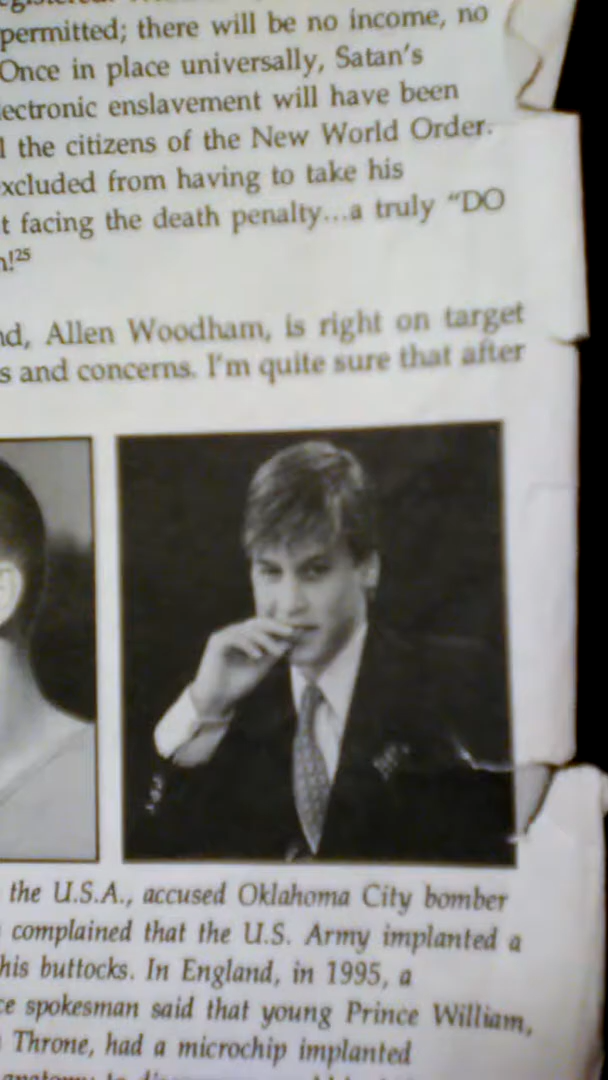 permitted; there will be no income, no
Once in place universally, Satan's
lectronic enslavement will have been
l the citizens of the New World Order.
xcluded from having to take his
t facing the death penalty...a truly "DO
!25
nd, Allen Woodham, is right on target
s and concerns. I'm quite sure that after
the U.S.A., accused Oklahoma City bomber
complained that the U.S. Army implanted a
his buttocks. In England, in 1995, a
ce spokesman said that young Prince William,
Throne, had a microchip implanted